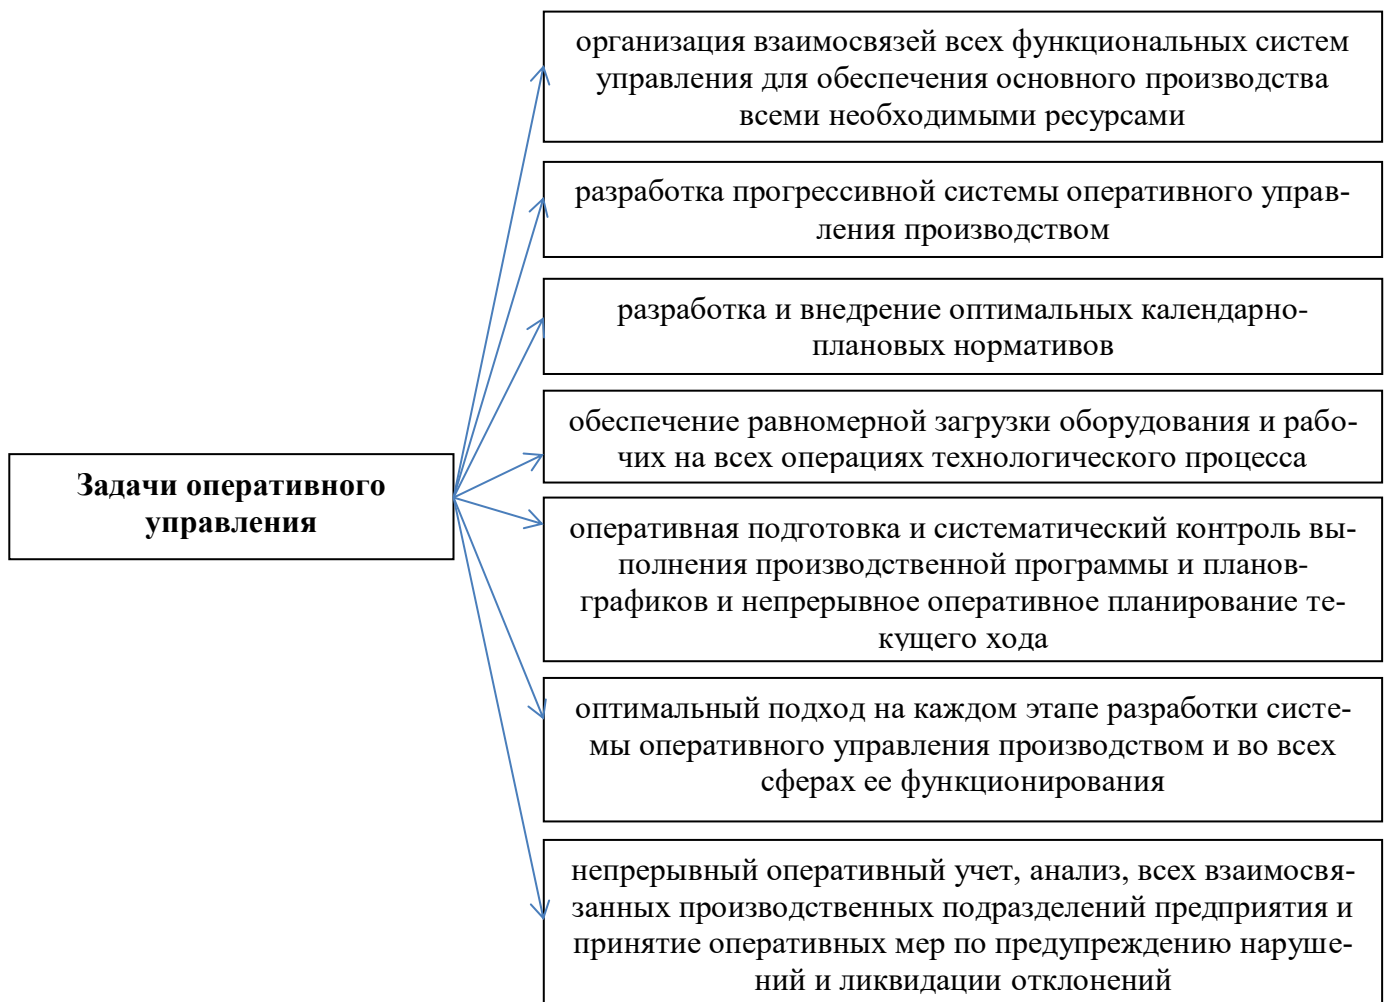 организация взаимосвязей всех функциональных систем
управления для обеспечения основного производства
всеми необходимыми ресурсами
разработка прогрессивной системы оперативного управ-
ления производством
разработка и внедрение оптимальных календарно-
плановых нормативов
обеспечение равномерной загрузки оборудования и рабо-
чих на всех операциях технологического процесса
Задачи оперативного
управления
оперативная подготовка и систематический контроль вы-
полнения производственной программы и планов-
графиков и непрерывное оперативное планирование те-
кущего хода
оптимальный подход на каждом этапе разработки систе-
мы оперативного управления производством и во всех
сферах ее функционирования
непрерывный оперативный учет, анализ, всех взаимосвя-
занных производственных подразделений предприятия и
принятие оперативных мер по предупреждению наруше-
ний и ликвидации отклонений